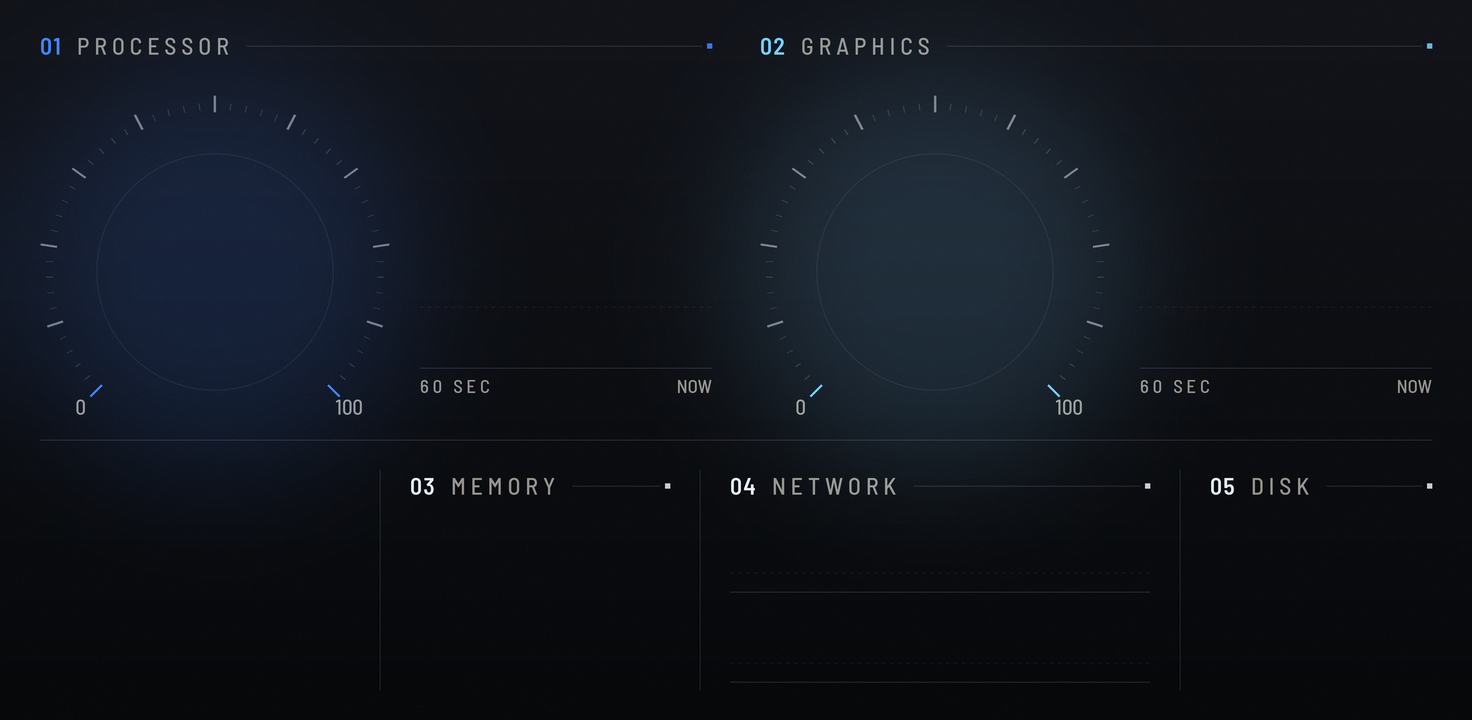 01 PROCESSOR
02 GRAPHICS
60 SEC NOW
0 100
60 SEC NOW
0 100
03 MEMORY
04 NETWORK
05 DISK